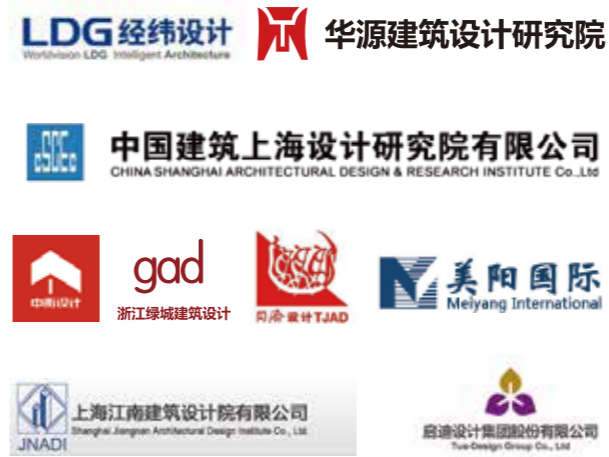 LDG 经纬设计
Worldvision LDG Intelligent Architecture
华源建筑设计研究院
中国建筑上海设计研究院有限公司
CHINA SHANGHAI ARCHITECTURAL DESIGN & RESEARCH INSTITUTE Co.,Ltd
中衡设计
gad
浙江绿城建筑设计
同济设计TJAD
美阳国际
Meiyang International
JNADI
上海江南建筑设计院有限公司
Shanghai Jiangnan Architectural Design Institute Co., Ltd
启迪设计集团股份有限公司
Tus-Design Group Co., Ltd